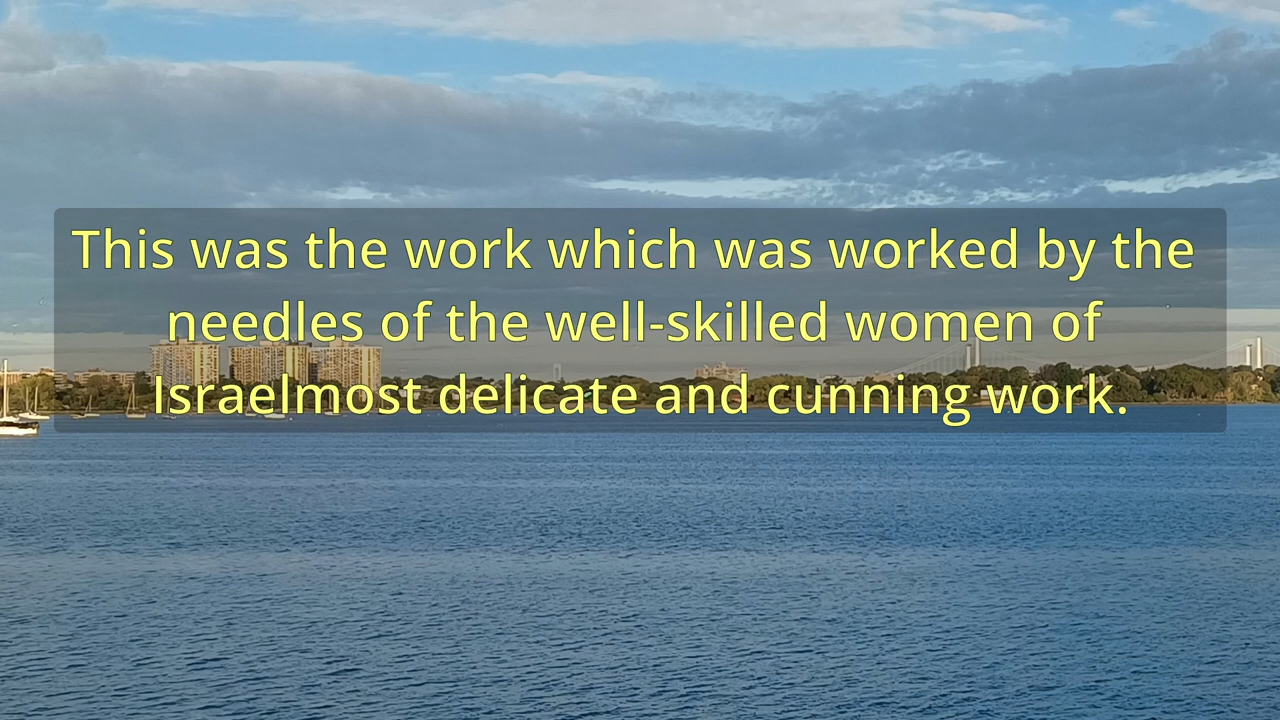 This was the work which was worked by the
needles of the well-skilled women of
Israelmost delicate and cunning work.